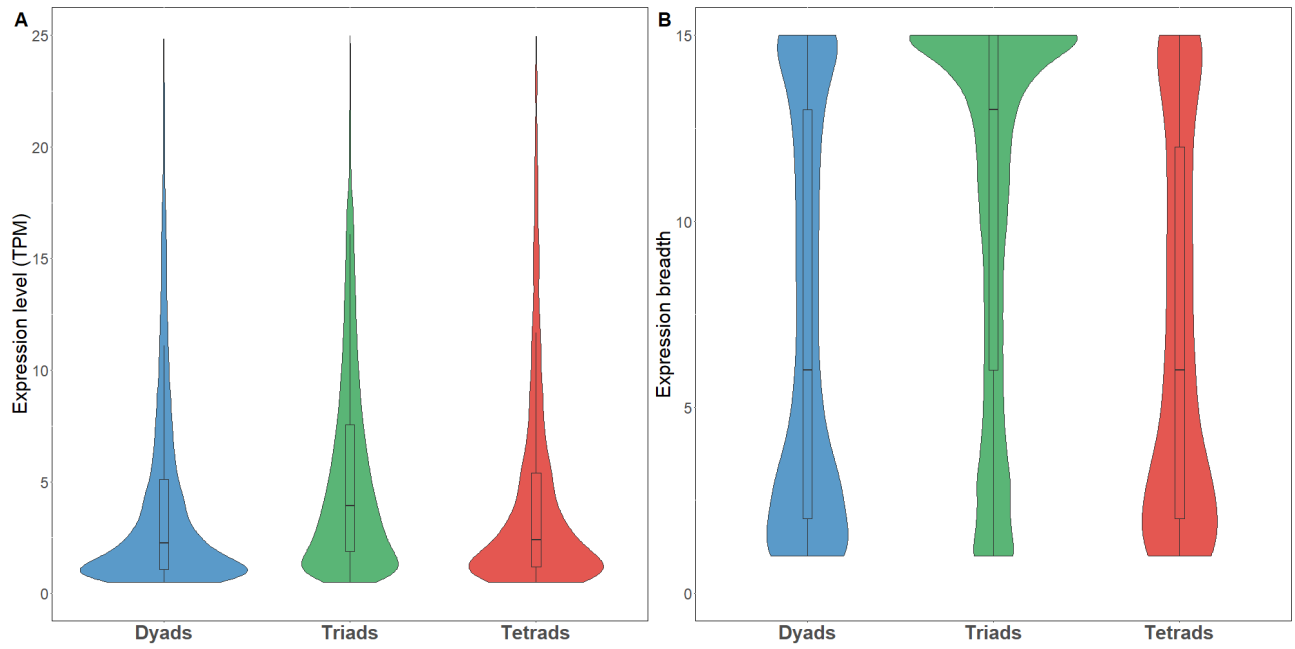 A
Expression level (TPM)
25
20
15
10
5
0
Dyads Triads Tetrads
B
Expression breadth
15
10
5
0
Dyads Triads Tetrads